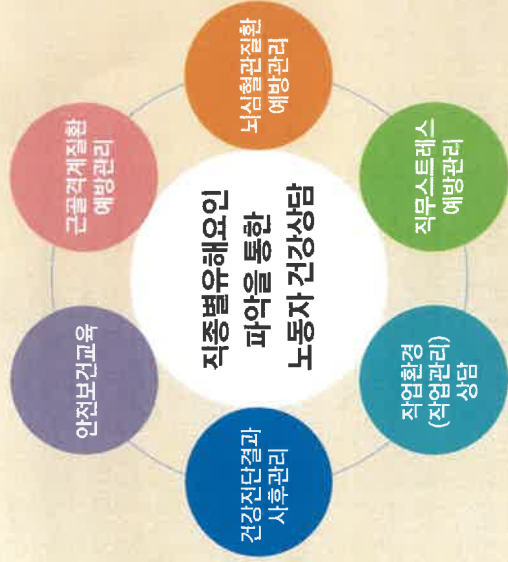 직종별유해요인
파악을 통한
노동자 건강상담
뇌심혈관질환
예방관리
직무스트레스
예방관리
작업환경
(작업관리)
상담
건강진단결과
사후관리
안전보건교육
근골격계질환
예방관리